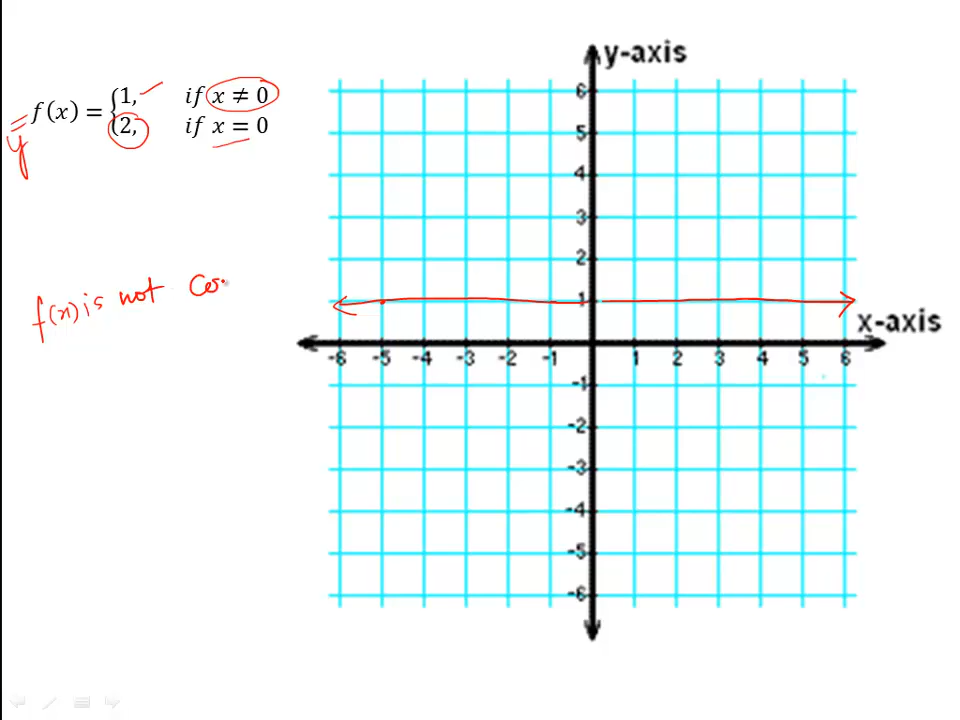 y-axis
f(x) = {1, if x ≠ 0
{2, if x = 0
= y
f(x) is not Co
x-axis
6
5
4
3
2
1
-6 -5 -4 -3 -2 -1 1 2 3 4 5 6
-1
-2
-3
-4
-5
-6